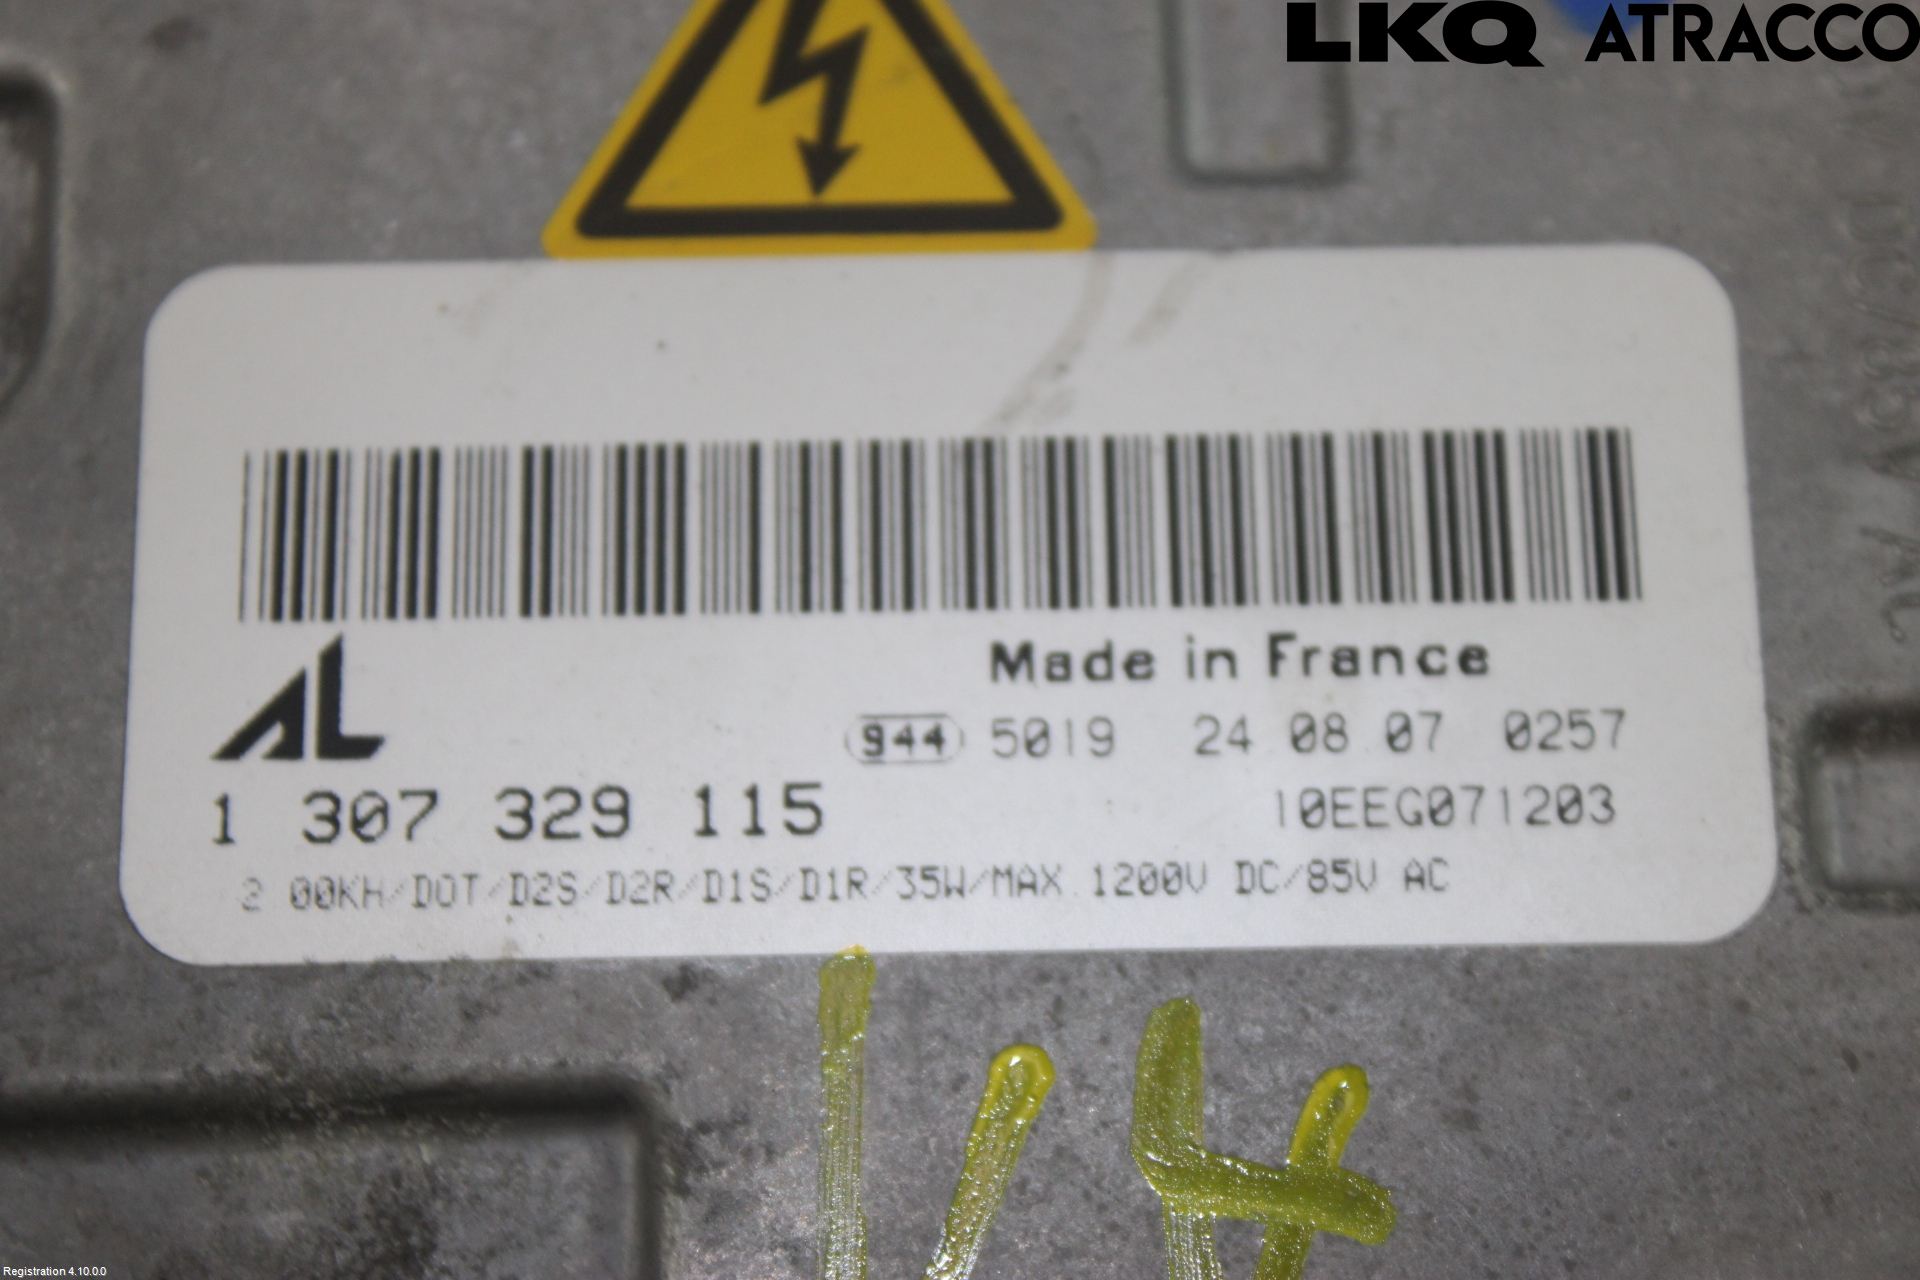 LKQ ATRACCO
Made in France
AL
944 5019 24 08 07 0257
1 307 329 115
10EEG071203
2 00KH/DOT/D2S/D2R/D1S/D1R/35W/MAX.1200V DC/85V AC
V4
Registration 4.10.0.0